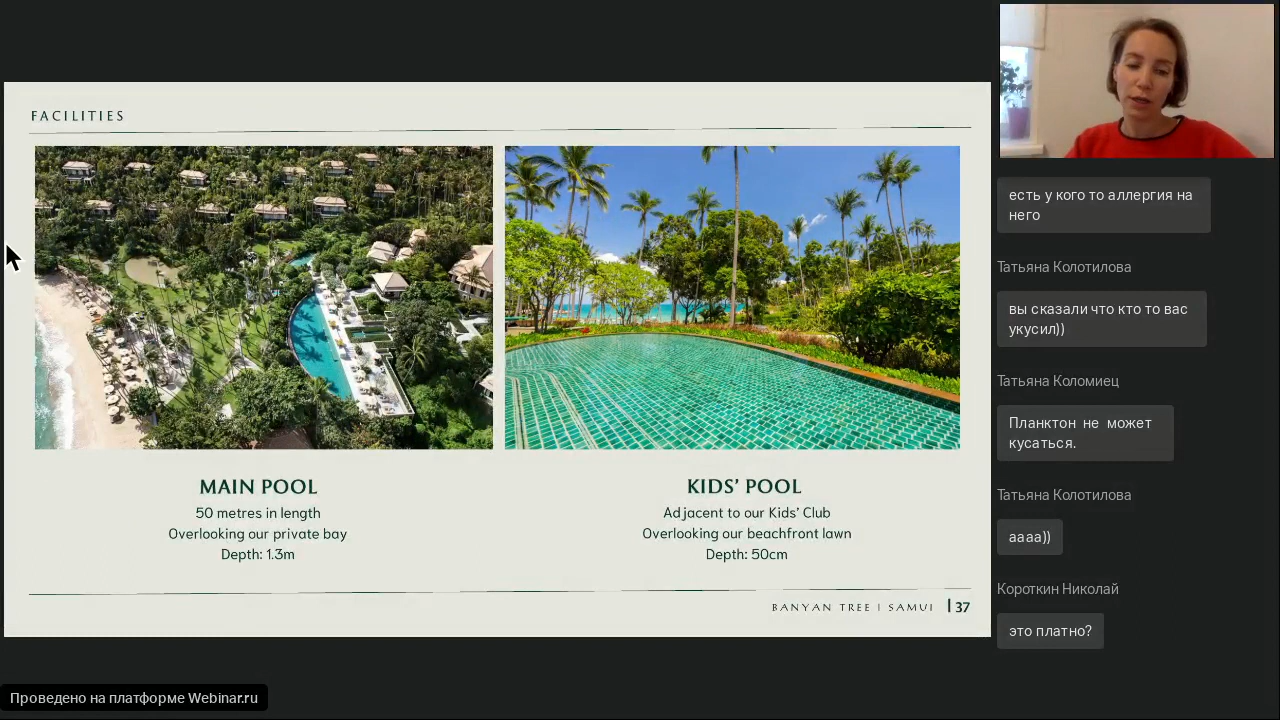 FACILITIES
MAIN POOL
50 metres in length
Overlooking our private bay
Depth: 1.3m
KIDS' POOL
Adjacent to our Kids' Club
Overlooking our beachfront lawn
Depth: 50cm
BANYAN TREE | SAMUI | 37
есть у кого то аллергия на
него
Татьяна Колотилова
вы сказали что кто то вас
укусил))
Татьяна Коломиец
Планктон не может
кусаться.
Татьяна Колотилова
аааа))
Короткин Николай
это платно?
Проведено на платформе Webinar.ru